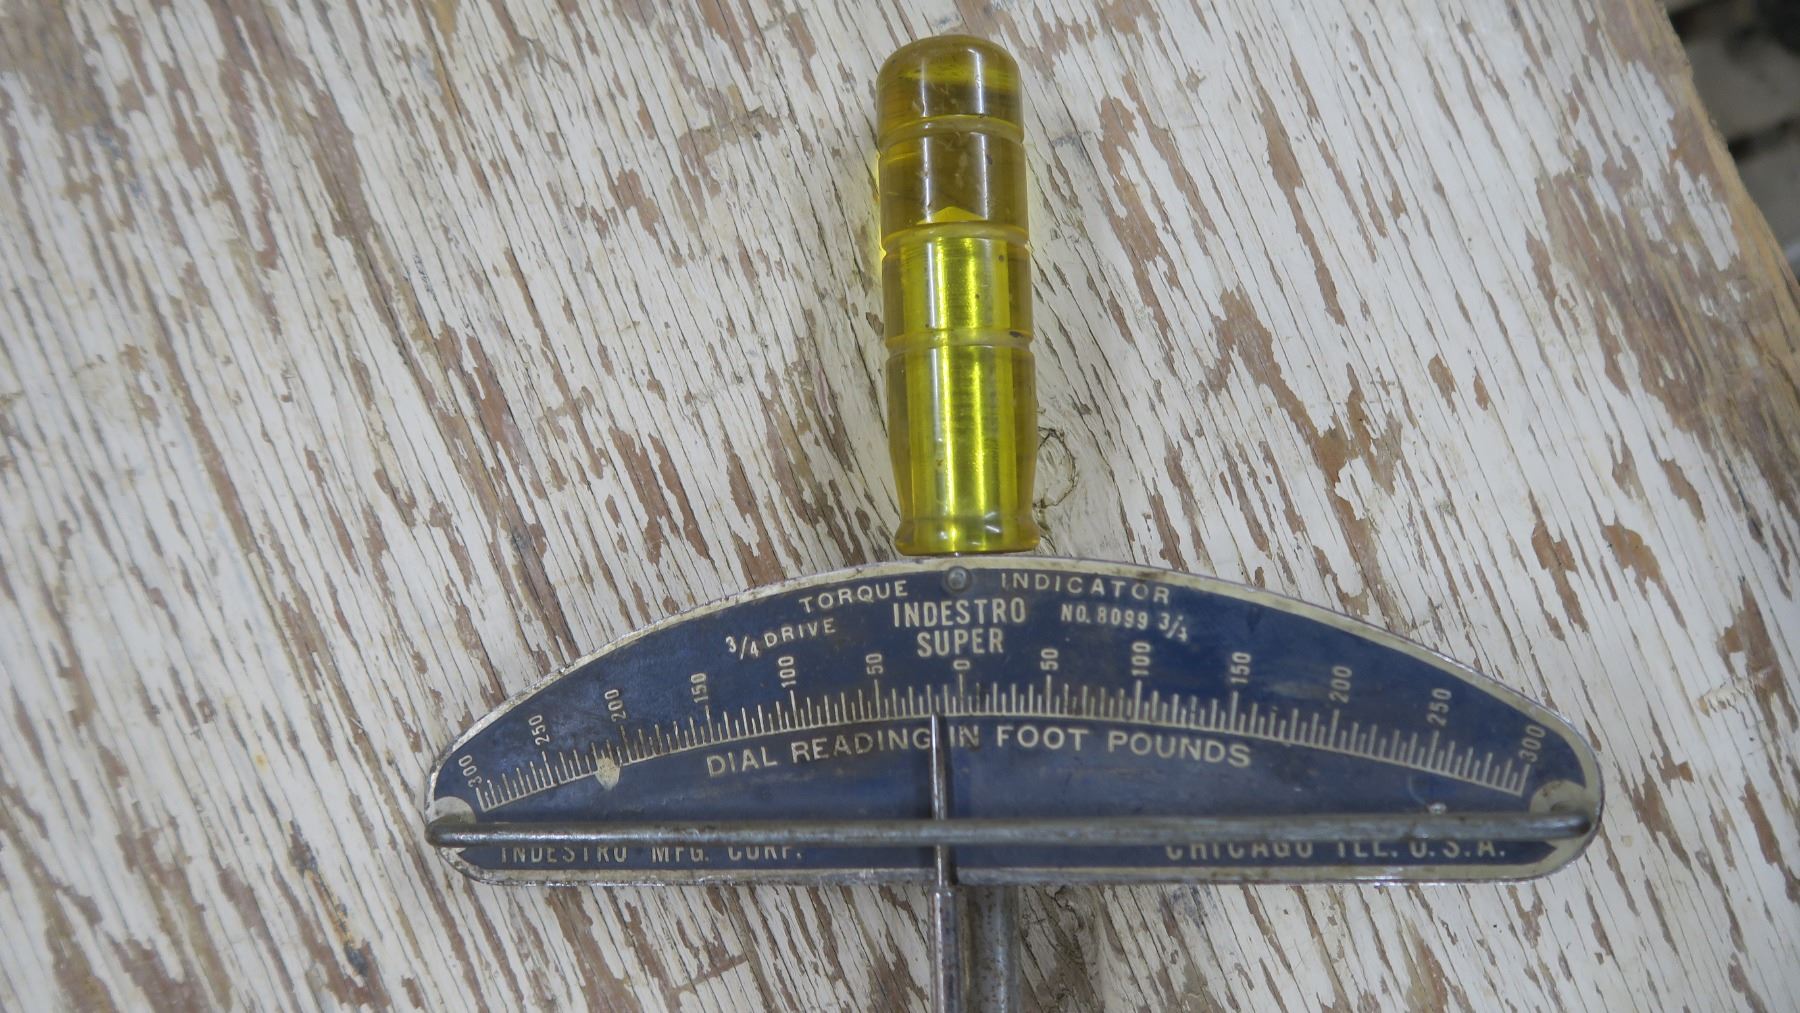 TORQUE INDICATOR
3/4 DRIVE INDESTRO NO. 8099 3/4
SUPER
300 250 200 150 100 50 0 50 100 150 200 250 300
DIAL READING IN FOOT POUNDS
INDESTRO MFG. CORP. CHICAGO ILL. U.S.A.